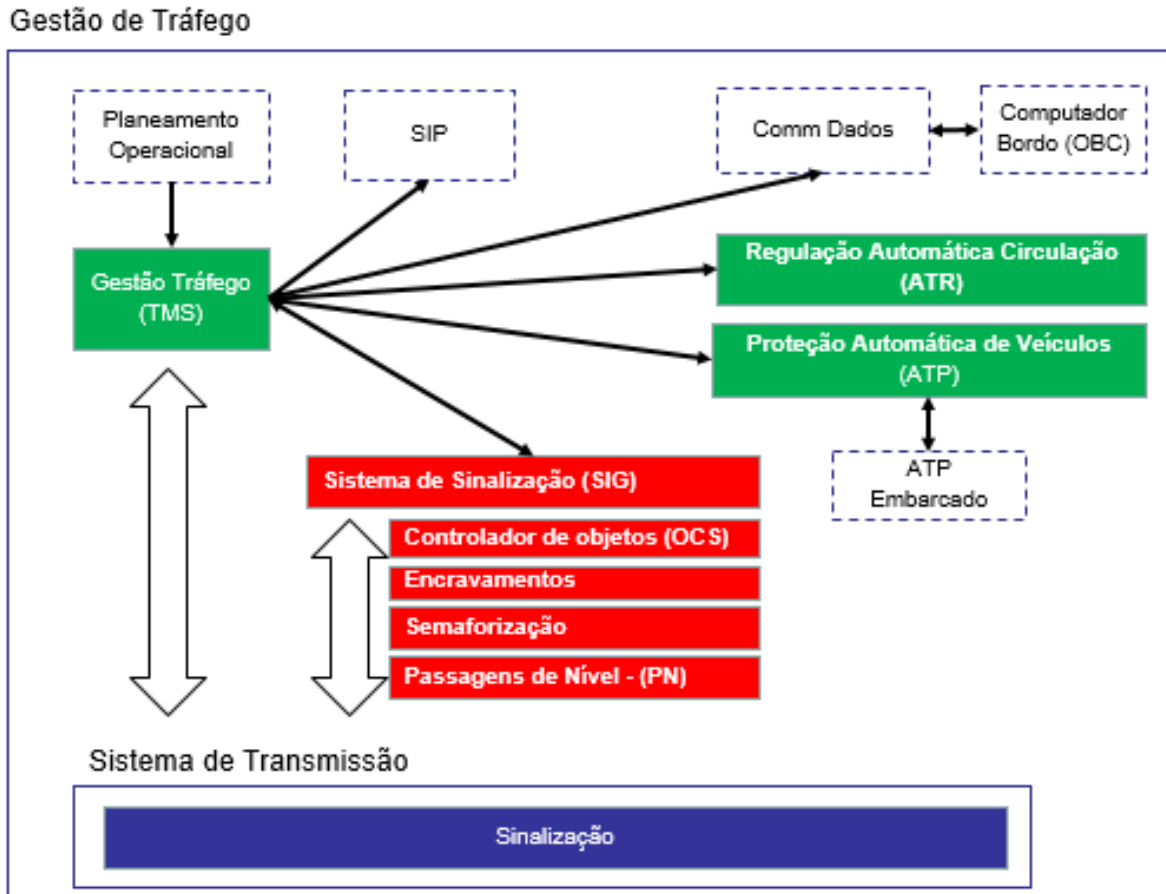 Gestão de Tráfego
Planeamento
Operacional
SIP
Comm Dados
Computador
Bordo (OBC)
Gestão Tráfego
(TMS)
Regulação Automática Circulação
(ATR)
Proteção Automática de Veículos
(ATP)
ATP
Embarcado
Sistema de Sinalização (SIG)
Controlador de objetos (OCS)
Encravamentos
Semaforização
Passagens de Nível - (PN)
Sistema de Transmissão
Sinalização